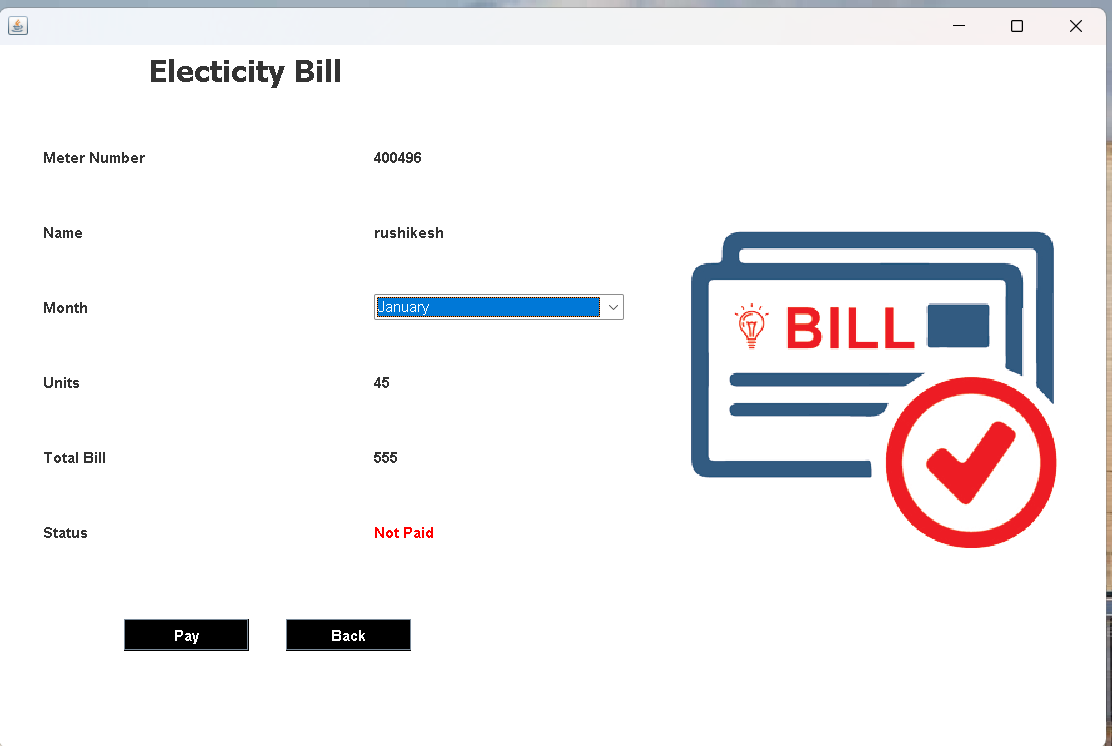 Electicity Bill
Meter Number 400496
Name rushikesh
Month January
BILL
Units 45
Total Bill 555
Status Not Paid
Pay Back